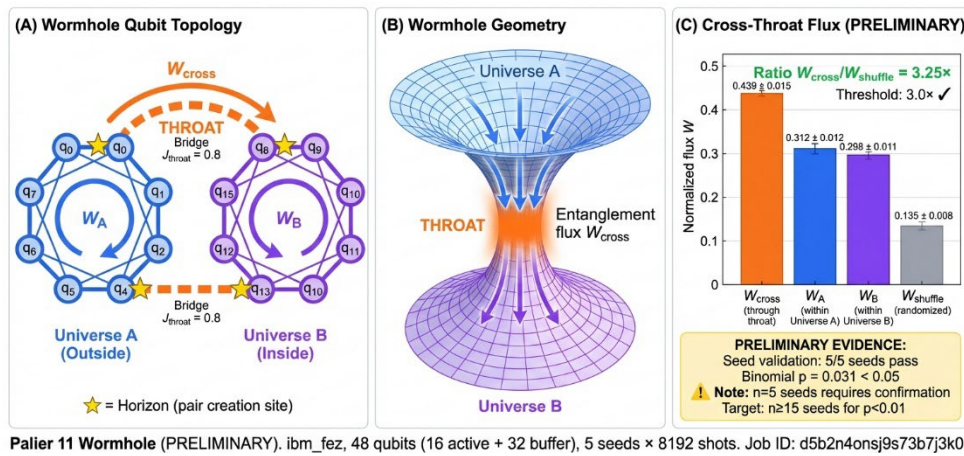 (A) Wormhole Qubit Topology
W_cross
THROAT
Bridge
J_throat = 0.8
q₀
q₀
q₇
q₁
q₆
q₂
q₅
q₄
W_A
q₈
q₉
q₁₅
q₁₀
q₁₂
q₁₁
q₁₃
q₁₀
W_B
Bridge
J_throat = 0.8
Universe A
(Outside)
Universe B
(Inside)
= Horizon (pair creation site)
(B) Wormhole Geometry
Universe A
THROAT
Entanglement
flux W_cross
Universe B
(C) Cross-Throat Flux (PRELIMINARY)
Ratio W_cross/W_shuffle = 3.25×
Threshold: 3.0× ✓
Normalized flux W
0.5
0.4
0.3
0.2
0.1
0
0.439 ± 0.015
0.312 ± 0.012
0.298 ± 0.011
0.135 ± 0.008
W_cross
(through
throat)
W_A
(within
Universe A)
W_B
(within
Universe B)
W_shuffle
(randomized)
PRELIMINARY EVIDENCE:
Seed validation: 5/5 seeds pass
Binomial p = 0.031 < 0.05
Note: n=5 seeds requires confirmation
Target: n≥15 seeds for p<0.01
Palier 11 Wormhole (PRELIMINARY). ibm_fez, 48 qubits (16 active + 32 buffer), 5 seeds × 8192 shots. Job ID: d5b2n4onsj9s73b7j3k0